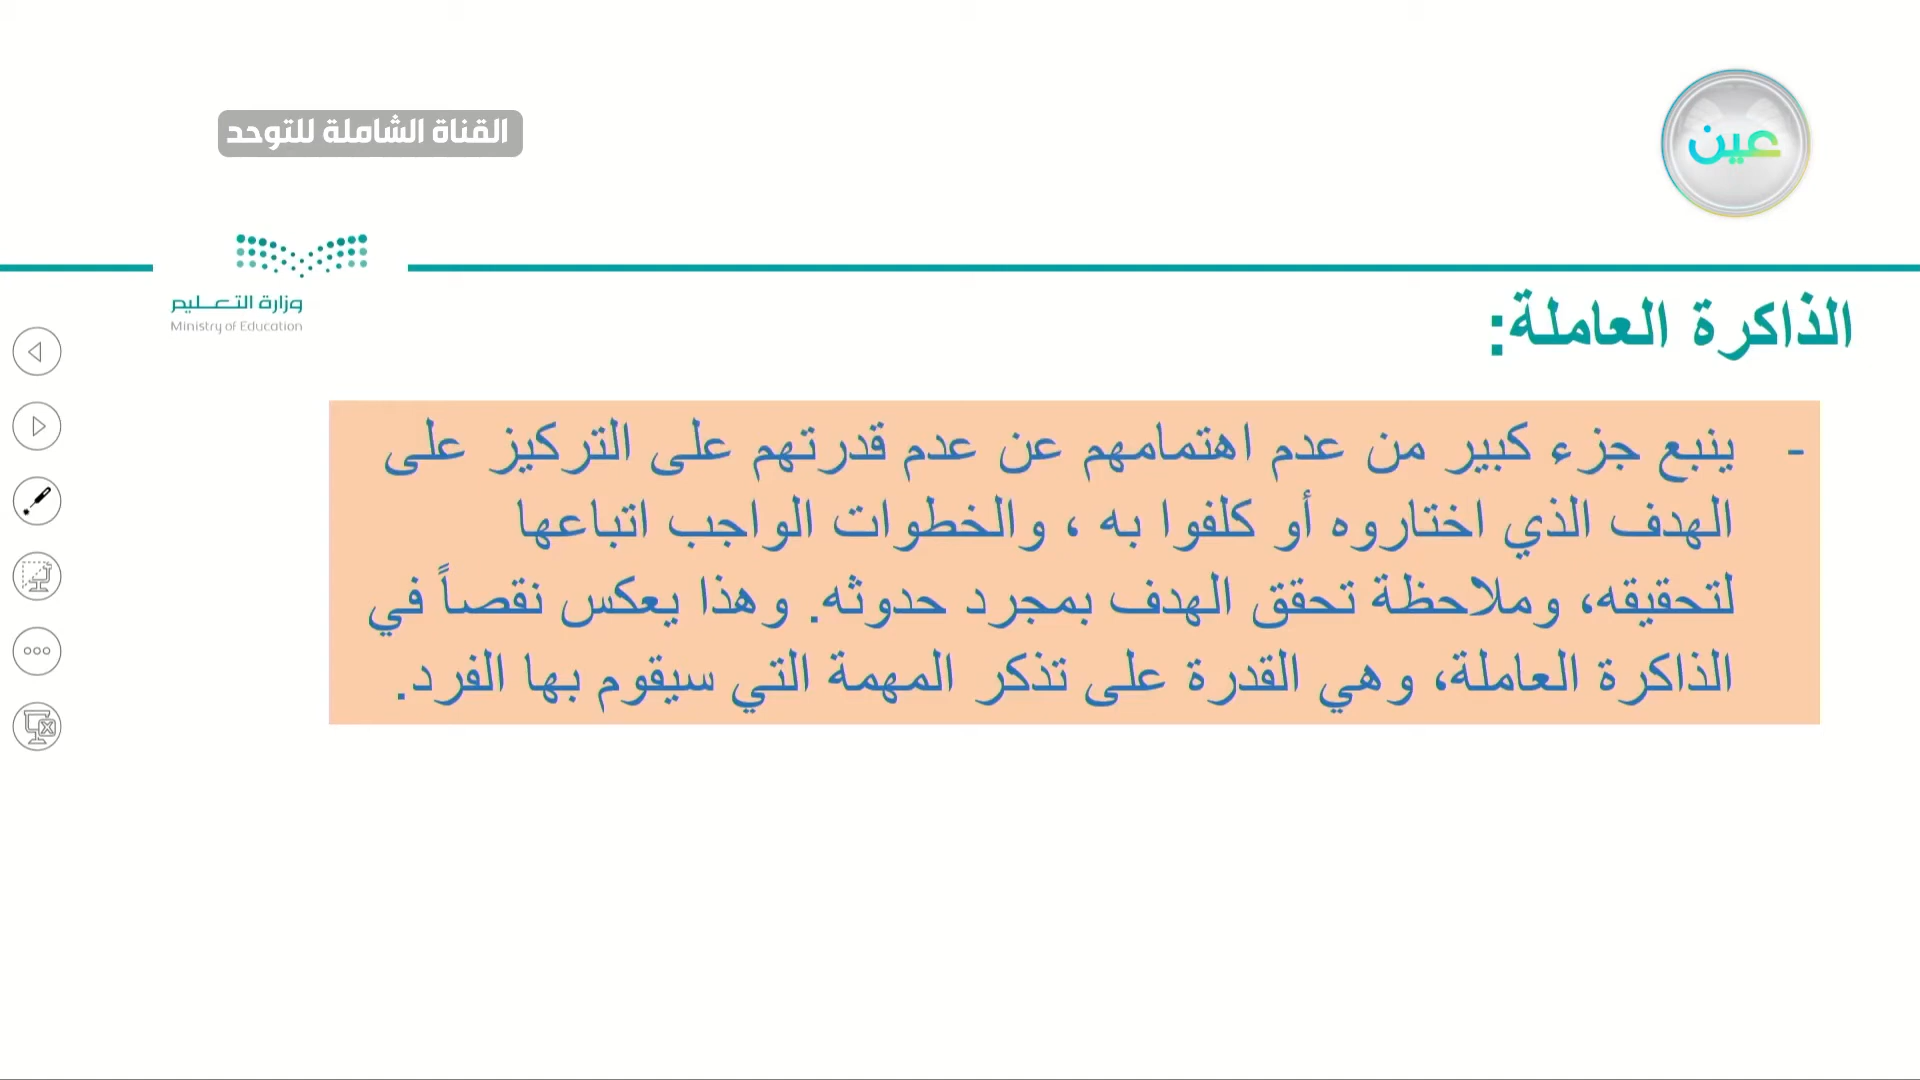 القناة الشاملة للتوحد
عين
وزارة التعليم
Ministry of Education
الذاكرة العاملة:
- ينبع جزء كبير من عدم اهتمامهم عن عدم قدرتهم على التركيز على
الهدف الذي اختاروه أو كلفوا به ، والخطوات الواجب اتباعها
لتحقيقه، وملاحظة تحقق الهدف بمجرد حدوثه. وهذا يعكس نقصاً في
الذاكرة العاملة، وهي القدرة على تذكر المهمة التي سيقوم بها الفرد.